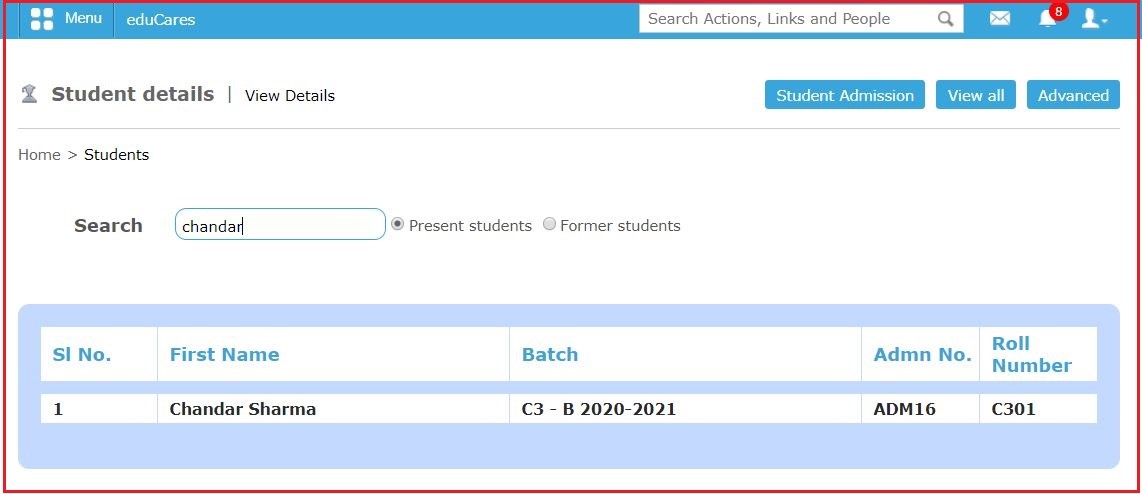 Menu eduCares Search Actions, Links and People 8
Student details | View Details Student Admission View all Advanced
Home > Students
Search chandar Present students Former students
Sl No. First Name Batch Admn No. Roll Number
1 Chandar Sharma C3 - B 2020-2021 ADM16 C301